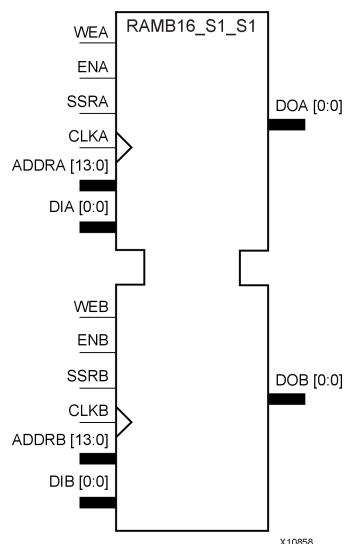 RAMB16_S1_S1
WEA
ENA
SSRA
CLKA
ADDRA [13:0]
DIA [0:0]
DOA [0:0]
WEB
ENB
SSRB
CLKB
ADDRB [13:0]
DIB [0:0]
DOB [0:0]
X10858